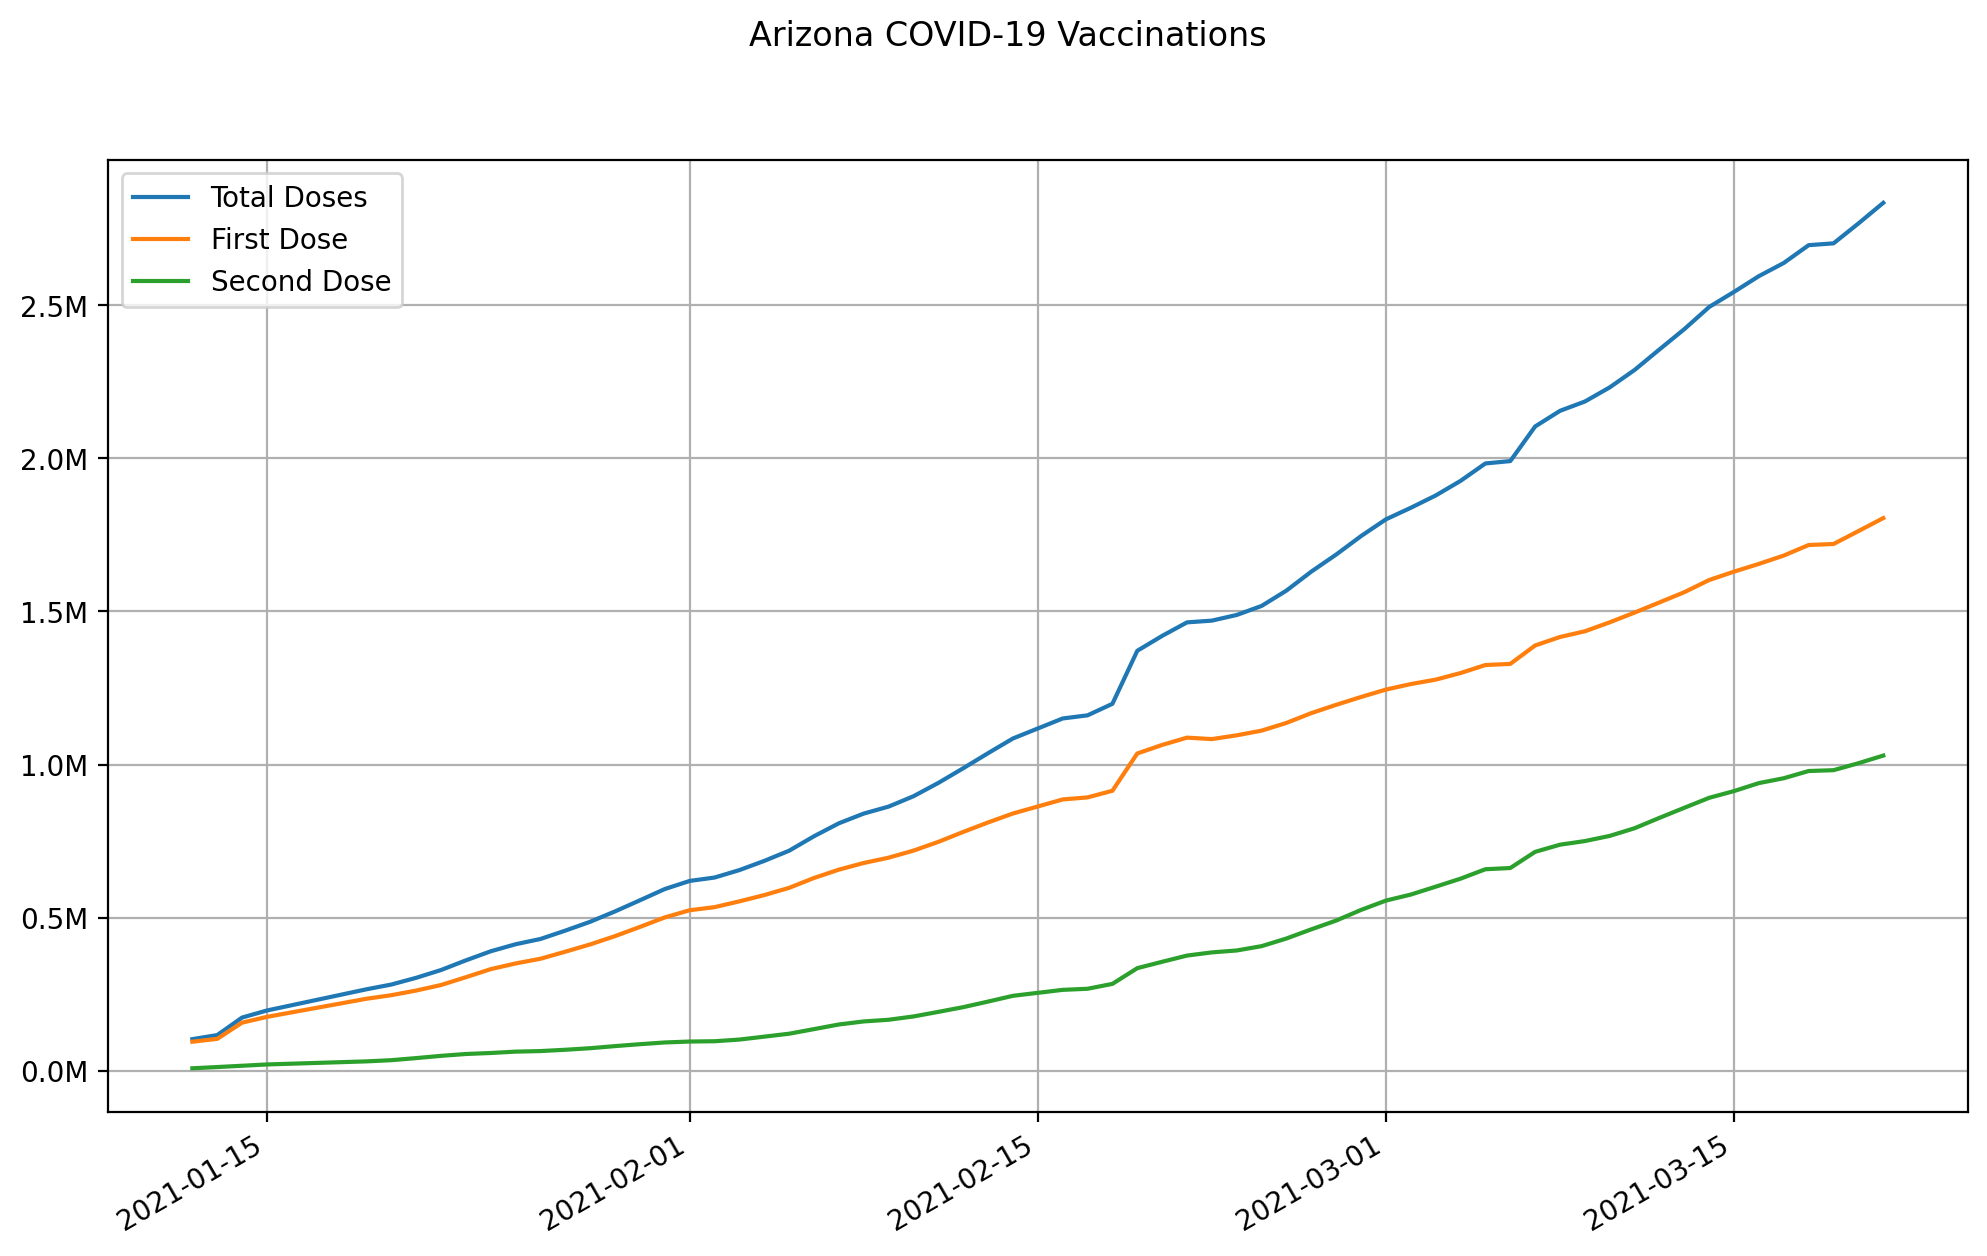 Arizona COVID-19 Vaccinations
Total Doses
First Dose
Second Dose
2.5M
2.0M
1.5M
1.0M
0.5M
0.0M
2021-01-15
2021-02-01
2021-02-15
2021-03-01
2021-03-15